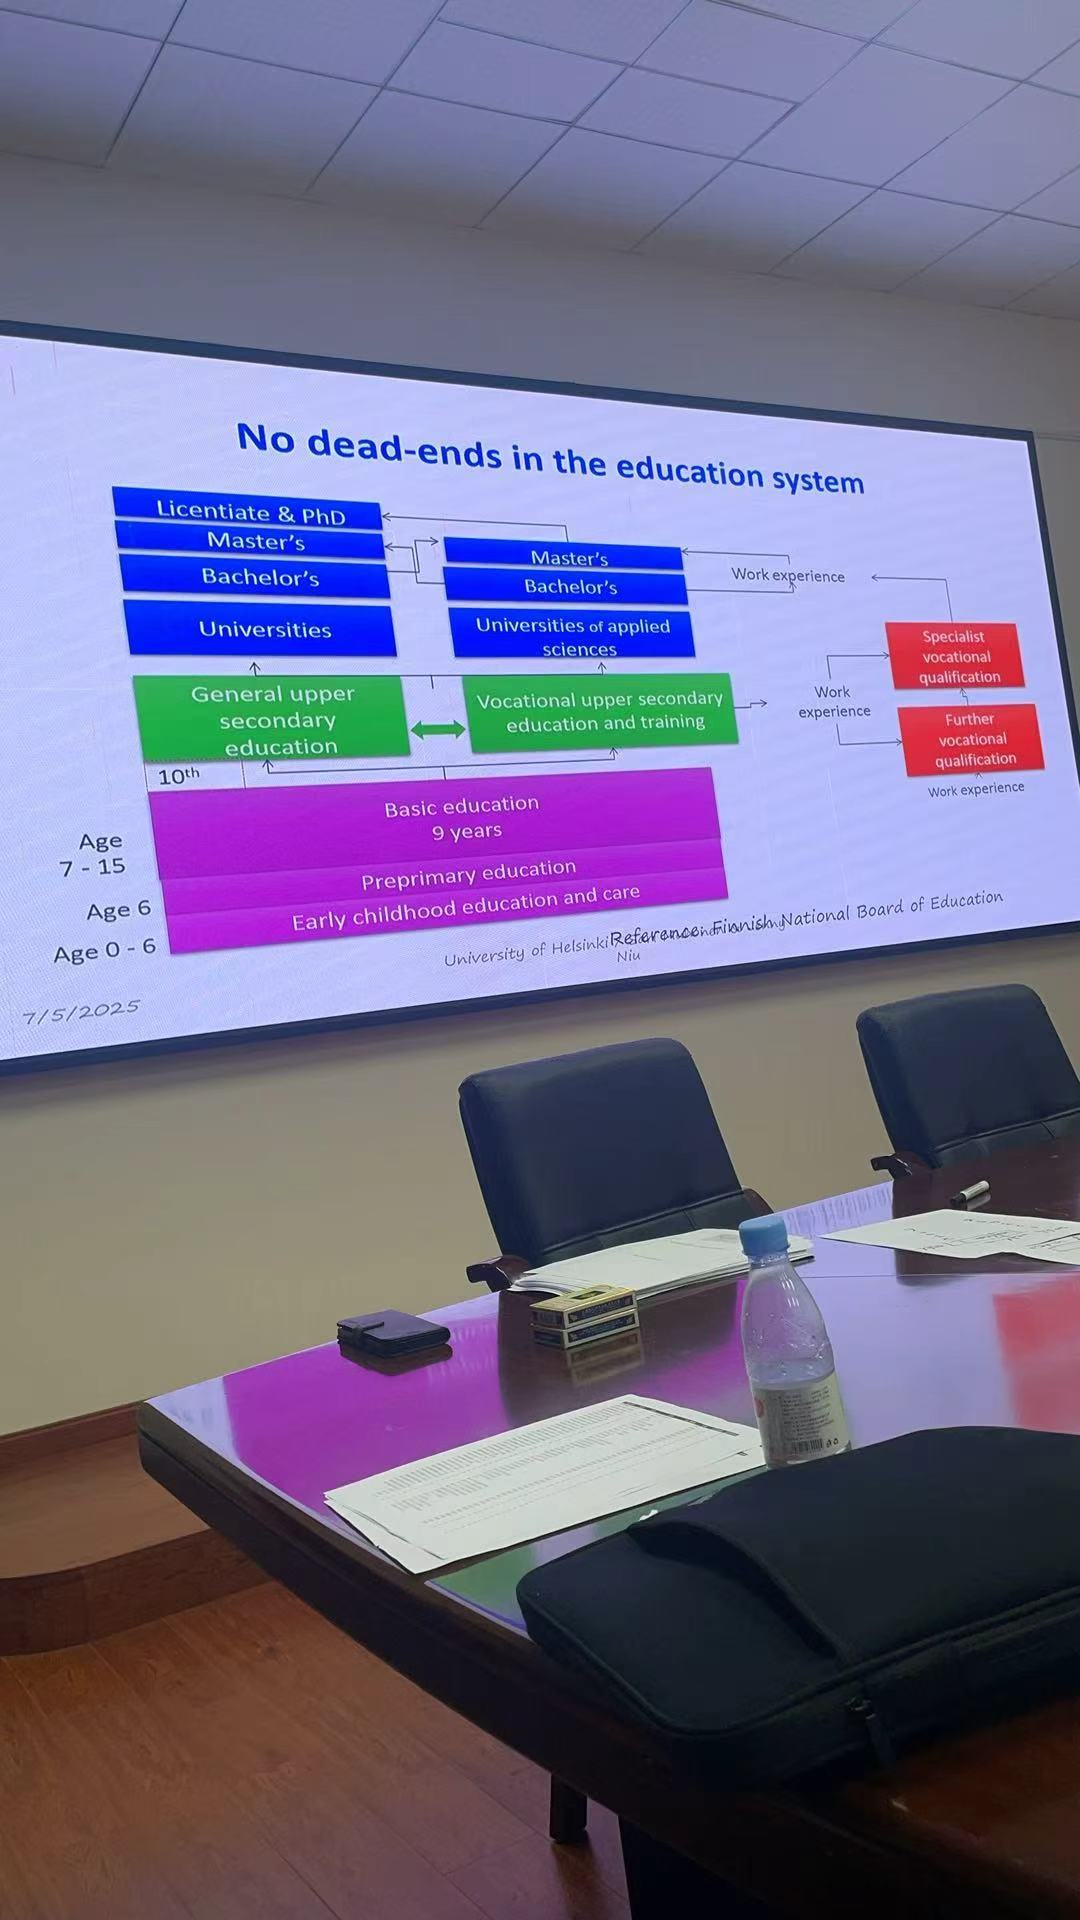 No dead-ends in the education system
Licentiate & PhD
Master's
Bachelor's
Universities
Master's
Bachelor's
Universities of applied
sciences
Work experience
Specialist
vocational
qualification
General upper
secondary
education
Vocational upper secondary
education and training
Work
experience
Further
vocational
qualification
Work experience
10th
Basic education
9 years
Age
7 - 15
Preprimary education
Age 6
Early childhood education and care
Age 0 - 6
Reference: Finnish National Board of Education
University of Helsinki
Niu
7/5/2025